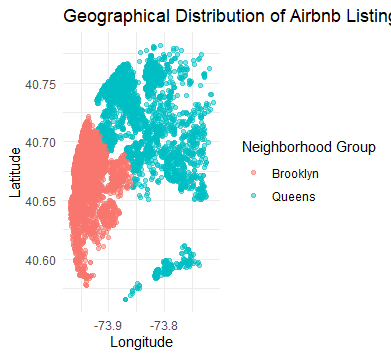 Geographical Distribution of Airbnb Listing
Latitude
40.75
40.70
40.65
40.60
-73.9 -73.8
Longitude
Neighborhood Group
Brooklyn
Queens